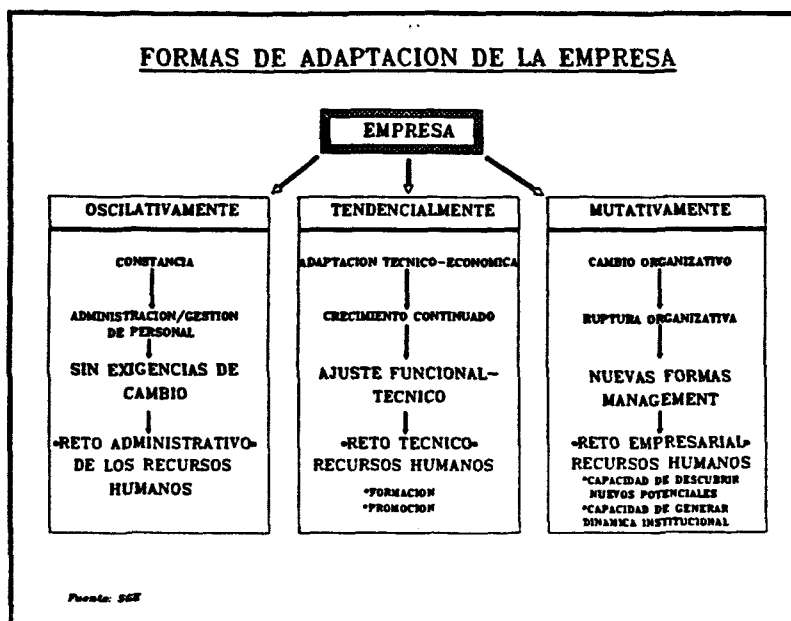 FORMAS DE ADAPTACION DE LA EMPRESA
EMPRESA
OSCILATIVAMENTE
CONSTANCIA
ADMINISTRACION/GESTION
DE PERSONAL
SIN EXIGENCIAS DE
CAMBIO
«RETO ADMINISTRATIVO»
DE LOS RECURSOS
HUMANOS
TENDENCIALMENTE
ADAPTACION TECNICO-ECONOMICA
CRECIMIENTO CONTINUADO
AJUSTE FUNCIONAL-
TECNICO
«RETO TECNICO»
RECURSOS HUMANOS
*FORMACION
*PROMOCION
MUTATIVAMENTE
CAMBIO ORGANIZATIVO
RUPTURA ORGANIZATIVA
NUEVAS FORMAS
MANAGEMENT
«RETO EMPRESARIAL»
RECURSOS HUMANOS
*CAPACIDAD DE DESCUBRIR
NUEVOS POTENCIALES
*CAPACIDAD DE GENERAR
DINAMICA INSTITUCIONAL
Fuente: